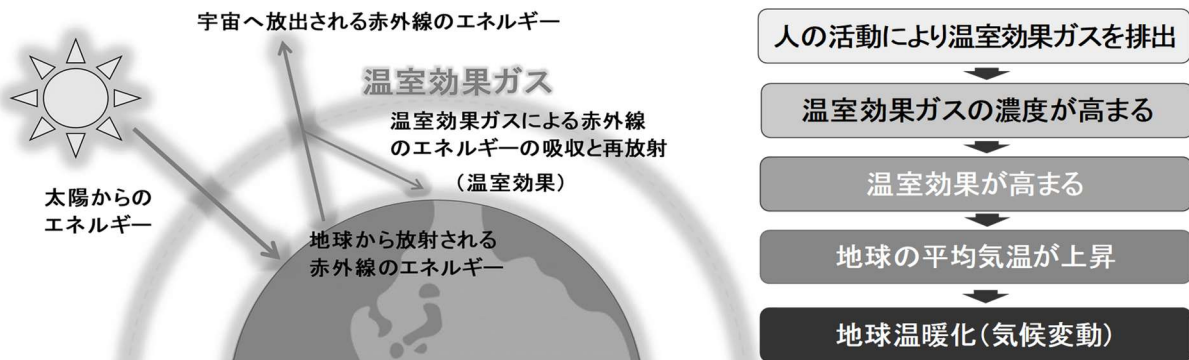 宇宙へ放出される赤外線のエネルギー
温室効果ガス
温室効果ガスによる赤外線
のエネルギーの吸収と再放射
（温室効果）
太陽からの
エネルギー
地球から放射される
赤外線のエネルギー
人の活動により温室効果ガスを排出
温室効果ガスの濃度が高まる
温室効果が高まる
地球の平均気温が上昇
地球温暖化（気候変動）